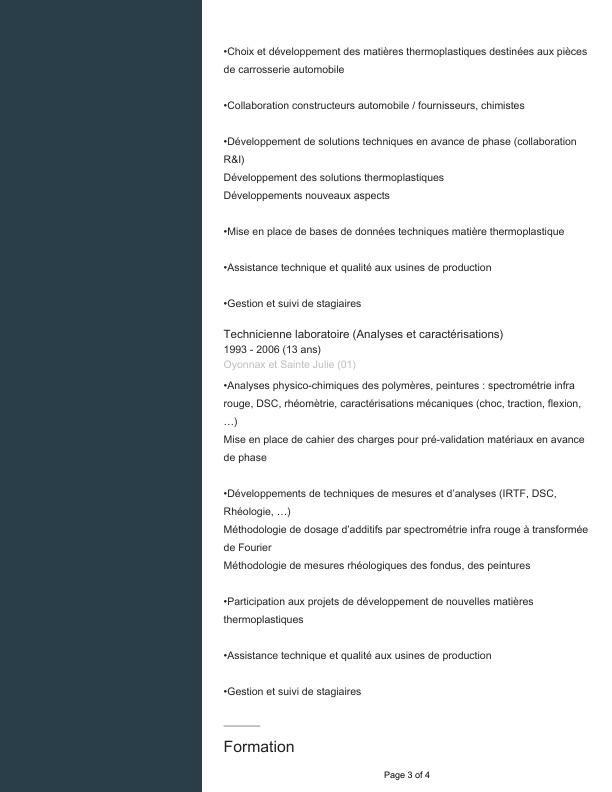 •Choix et développement des matières thermoplastiques destinées aux pièces
de carrosserie automobile
•Collaboration constructeurs automobile / fournisseurs, chimistes
•Développement de solutions techniques en avance de phase (collaboration
R&I)
Développement des solutions thermoplastiques
Développements nouveaux aspects
•Mise en place de bases de données techniques matière thermoplastique
•Assistance technique et qualité aux usines de production
•Gestion et suivi de stagiaires
Technicienne laboratoire (Analyses et caractérisations)
1993 - 2006 (13 ans)
Oyonnax et Sainte Julie (01)
•Analyses physico-chimiques des polymères, peintures : spectrométrie infra
rouge, DSC, rhéomètrie, caractérisations mécaniques (choc, traction, flexion,
…)
Mise en place de cahier des charges pour pré-validation matériaux en avance
de phase
•Développements de techniques de mesures et d’analyses (IRTF, DSC,
Rhéologie, …)
Méthodologie de dosage d’additifs par spectrométrie infra rouge à transformée
de Fourier
Méthodologie de mesures rhéologiques des fondus, des peintures
•Participation aux projets de développement de nouvelles matières
thermoplastiques
•Assistance technique et qualité aux usines de production
•Gestion et suivi de stagiaires
Formation
Page 3 of 4